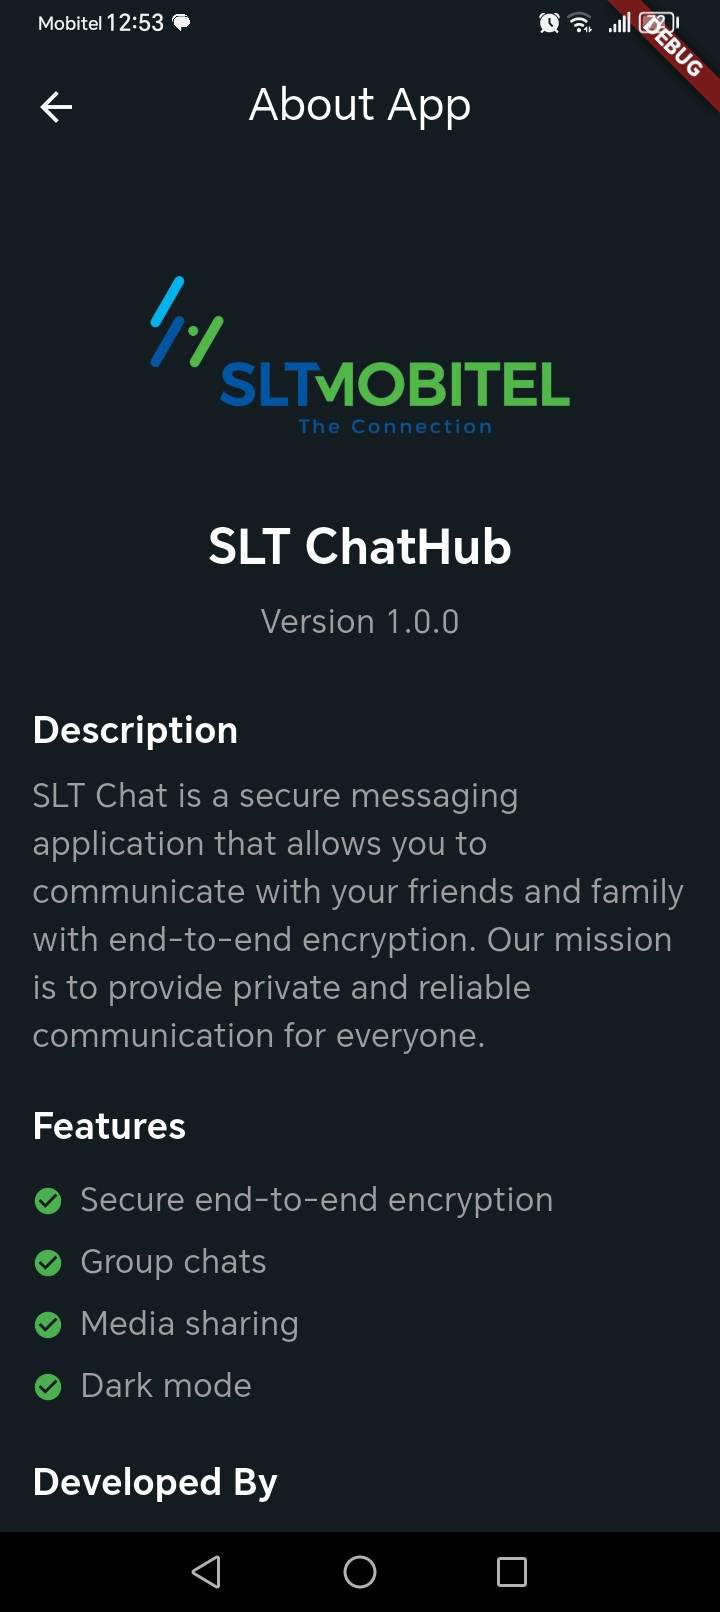 Mobitel 12:53
72
DEBUG
About App
SLTMOBITEL
The Connection
SLT ChatHub
Version 1.0.0
Description
SLT Chat is a secure messaging
application that allows you to
communicate with your friends and family
with end-to-end encryption. Our mission
is to provide private and reliable
communication for everyone.
Features
Secure end-to-end encryption
Group chats
Media sharing
Dark mode
Developed By